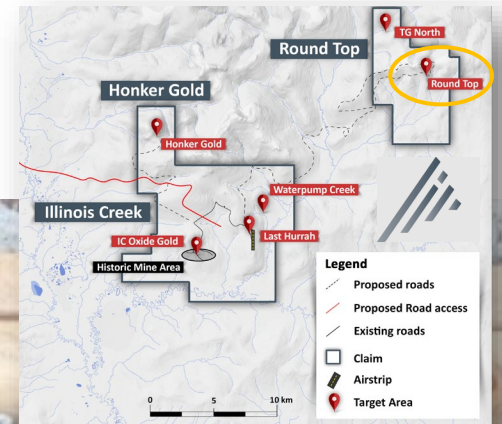 TG North
Round Top
Round Top
Honker Gold
Honker Gold
Waterpump Creek
Illinois Creek
IC Oxide Gold
Last Hurrah
Historic Mine Area
Legend
Proposed roads
Proposed Road access
Existing roads
Claim
Airstrip
Target Area
0 5 10 km